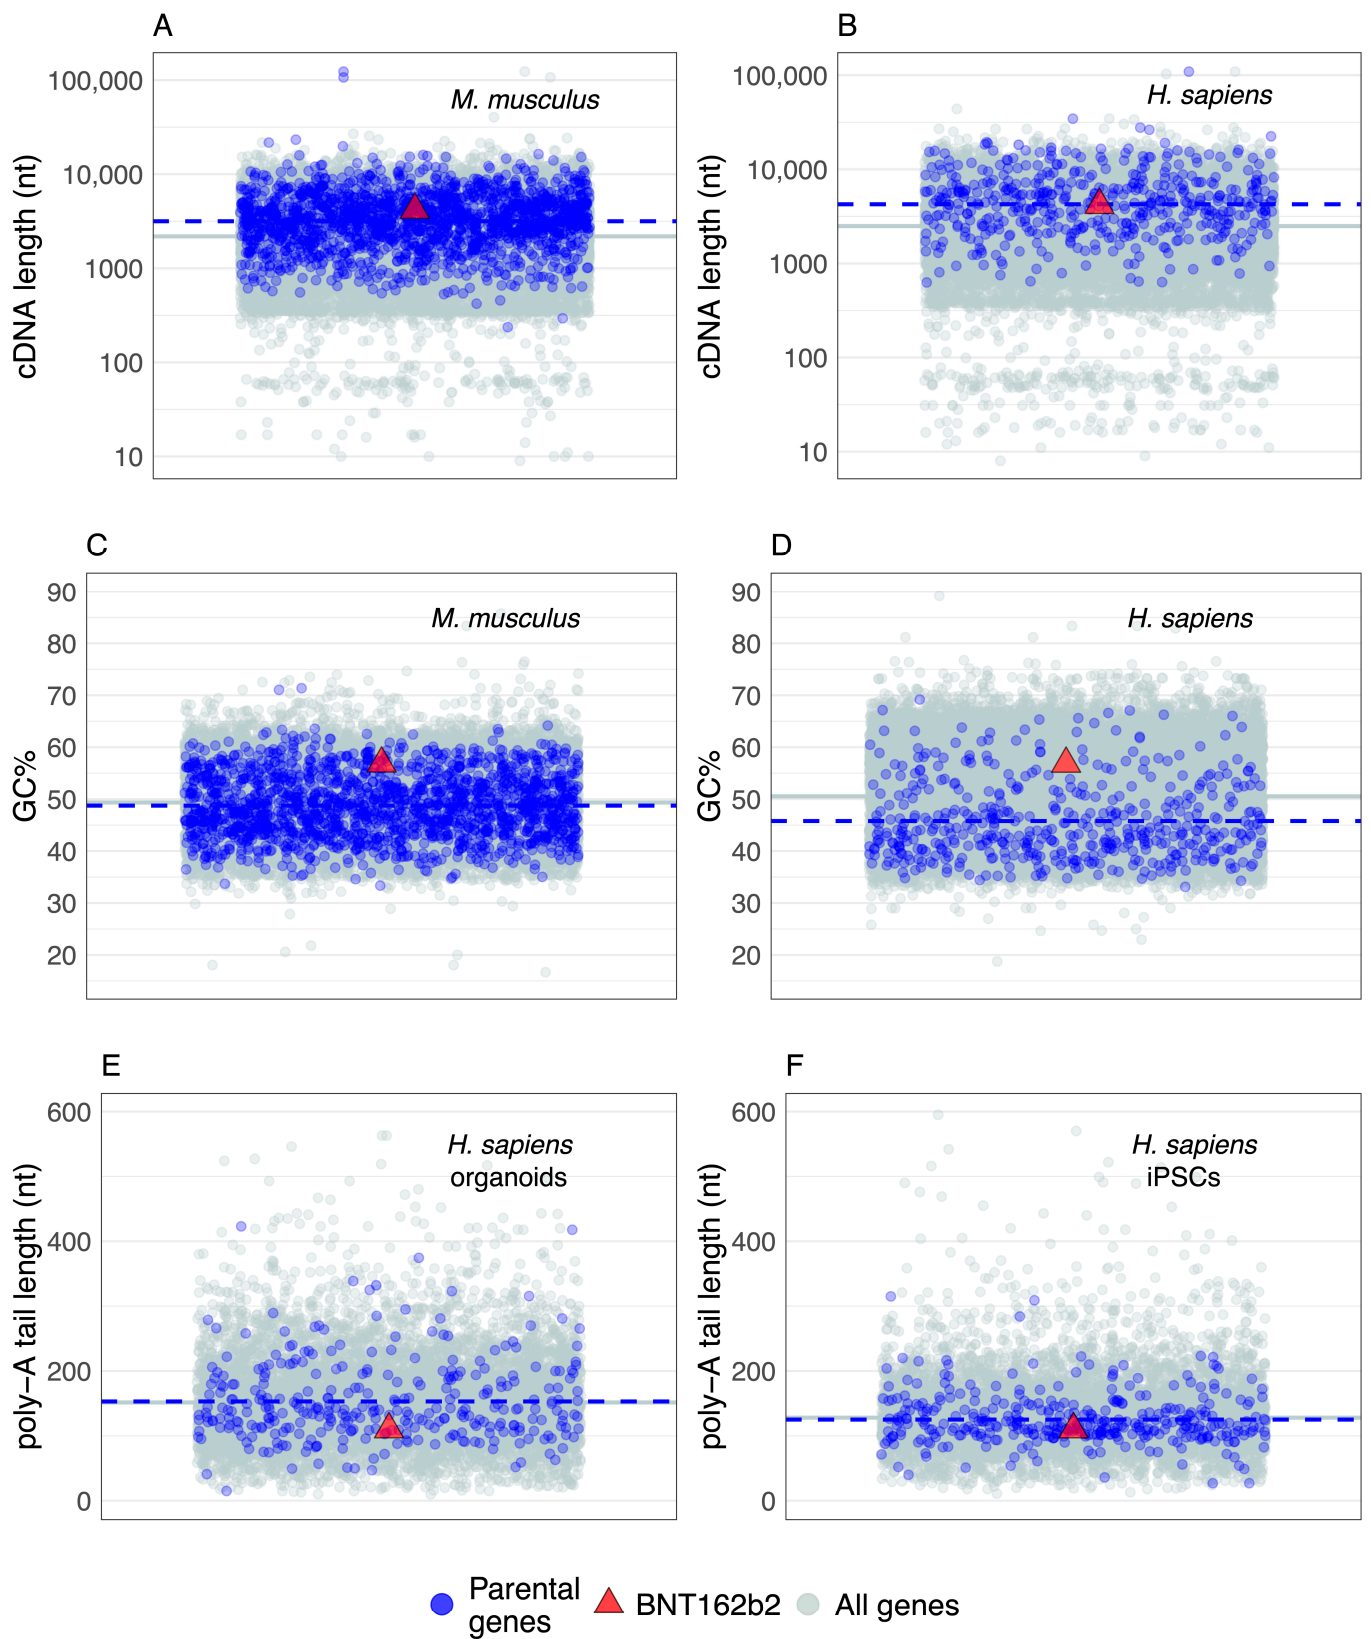 A
B
100,000
10,000
1000
100
10
cDNA length (nt)
M. musculus
100,000
10,000
1000
100
10
cDNA length (nt)
H. sapiens
C
D
90
80
70
60
50
40
30
20
GC%
M. musculus
90
80
70
60
50
40
30
20
GC%
H. sapiens
E
F
600
400
200
0
poly−A tail length (nt)
H. sapiens
organoids
600
400
200
0
poly−A tail length (nt)
H. sapiens
iPSCs
Parental
genes
BNT162b2
All genes